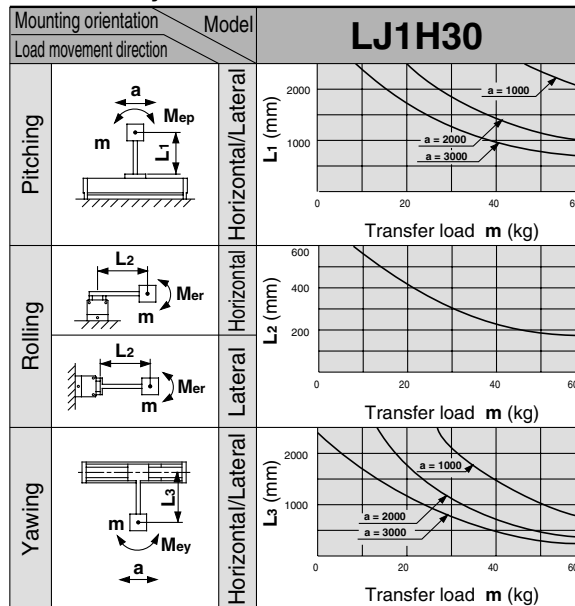 Mounting orientation
Model
Load movement direction
LJ1H30
Pitching
a
Mep
m
L1
Horizontal/Lateral
L1 (mm)
2000
1000
a = 1000
a = 2000
a = 3000
0
20
40
60
Transfer load m (kg)
Rolling
L2
Mer
m
Horizontal
L2
Mer
m
Lateral
L2 (mm)
600
400
200
0
20
40
60
Transfer load m (kg)
Yawing
L3
m
Mey
a
Horizontal/Lateral
L3 (mm)
2000
1000
a = 1000
a = 2000
a = 3000
0
20
40
60
Transfer load m (kg)